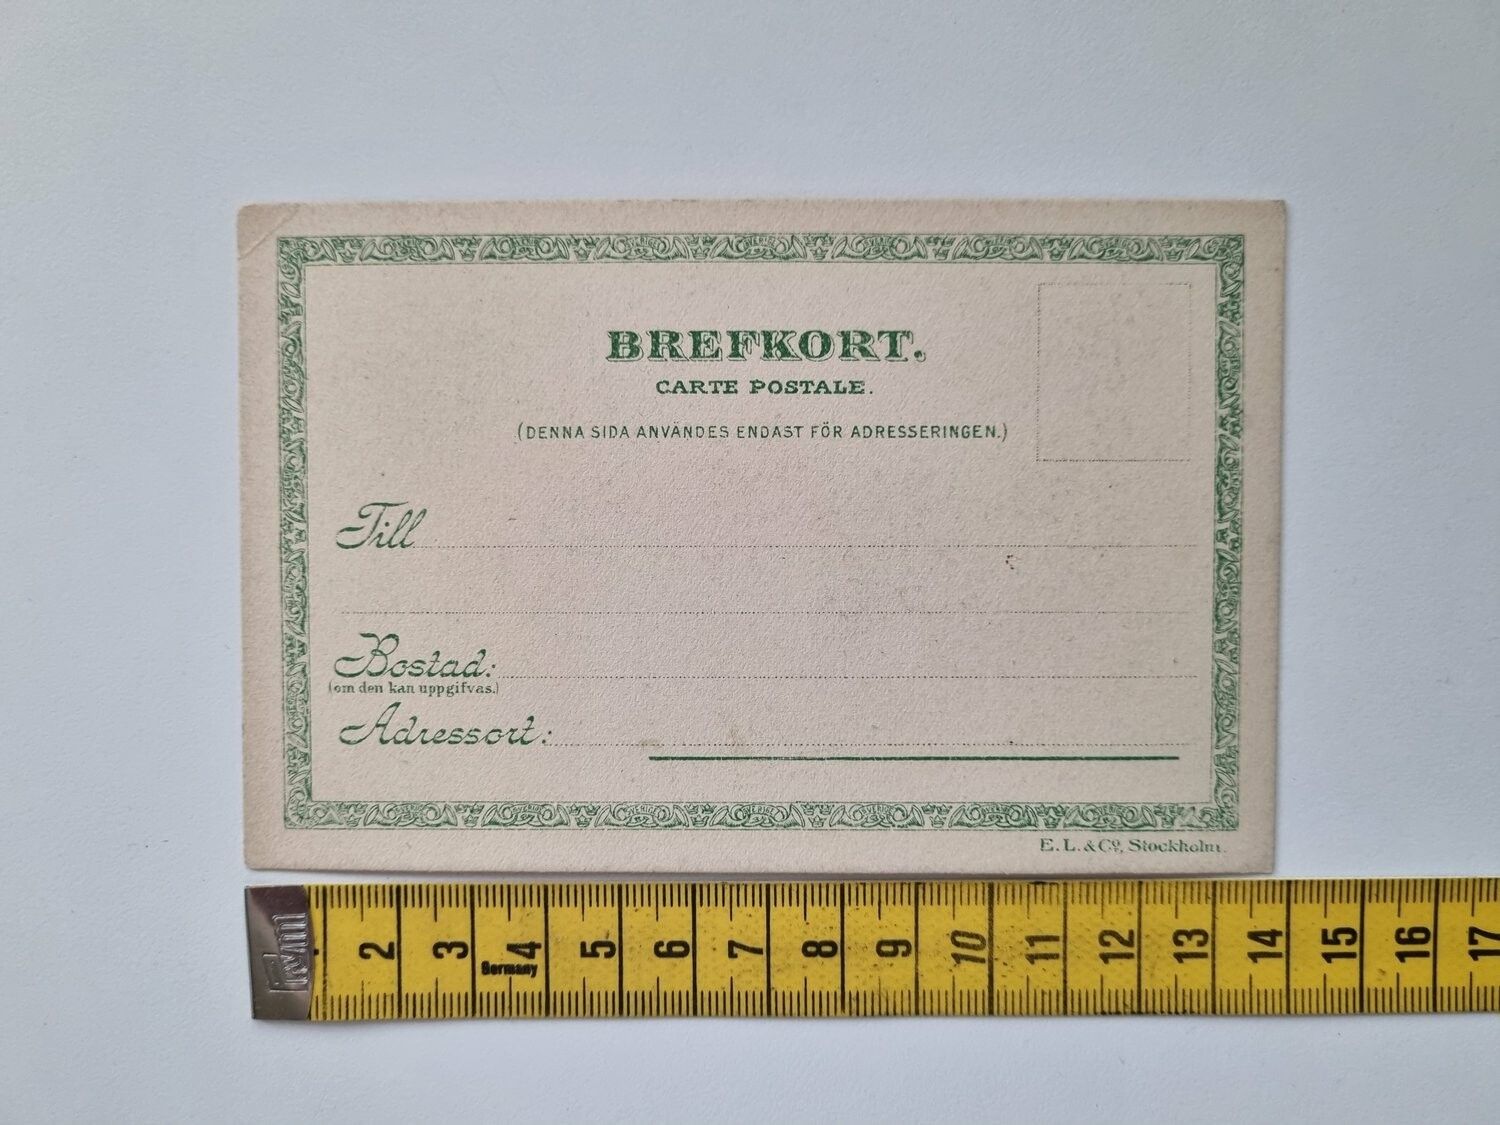 BREFKORT.
CARTE POSTALE.
(DENNA SIDA ANVÄNDES ENDAST FÖR ADRESSERINGEN.)
Till
Bostad:
(om den kan uppgifvas.)
Adressort:
E. L. & Co, Stockholm.
2 3 4 5 6 7 8 9 10 11 12 13 14 15 16 17
Germany